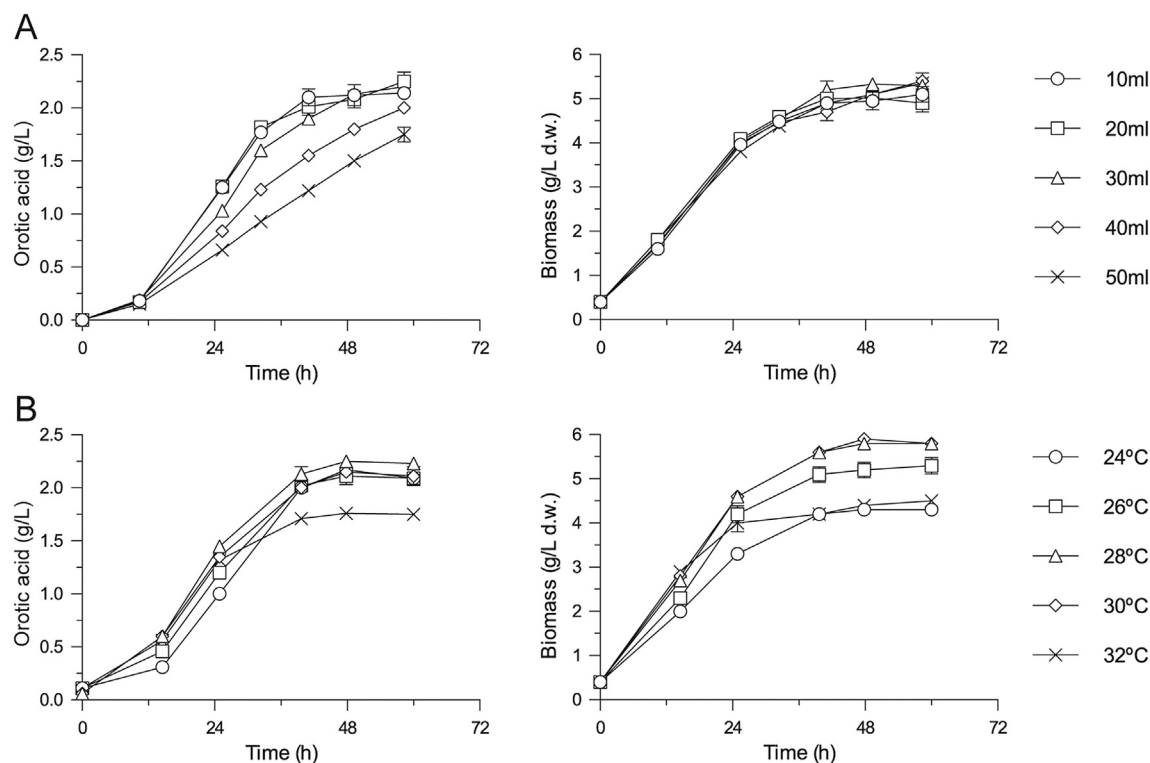 A
Orotic acid (g/L)
2.5
2.0
1.5
1.0
0.5
0.0
0 24 48 72
Time (h)
Biomass (g/L d.w.)
6
5
4
3
2
1
0
0 24 48 72
Time (h)
10ml
20ml
30ml
40ml
50ml
B
Orotic acid (g/L)
2.5
2.0
1.5
1.0
0.5
0.0
0 24 48 72
Time (h)
Biomass (g/L d.w.)
6
5
4
3
2
1
0
0 24 48 72
Time (h)
24ºC
26ºC
28ºC
30ºC
32ºC